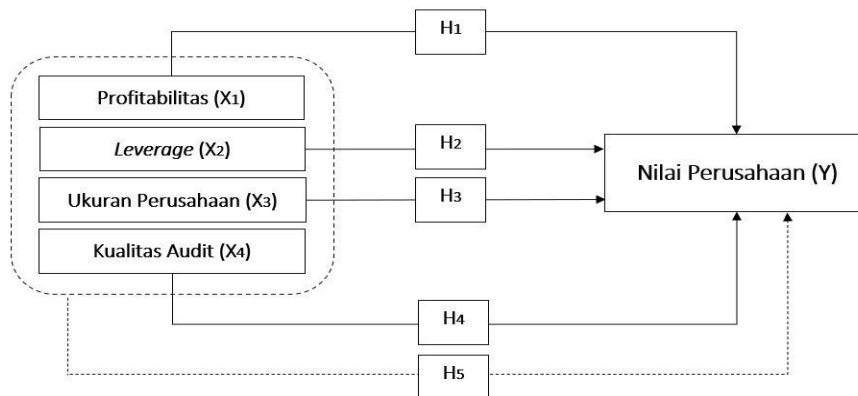 H1
Profitabilitas (X1)
Leverage (X2)
H2
Ukuran Perusahaan (X3)
H3
Nilai Perusahaan (Y)
Kualitas Audit (X4)
H4
H5